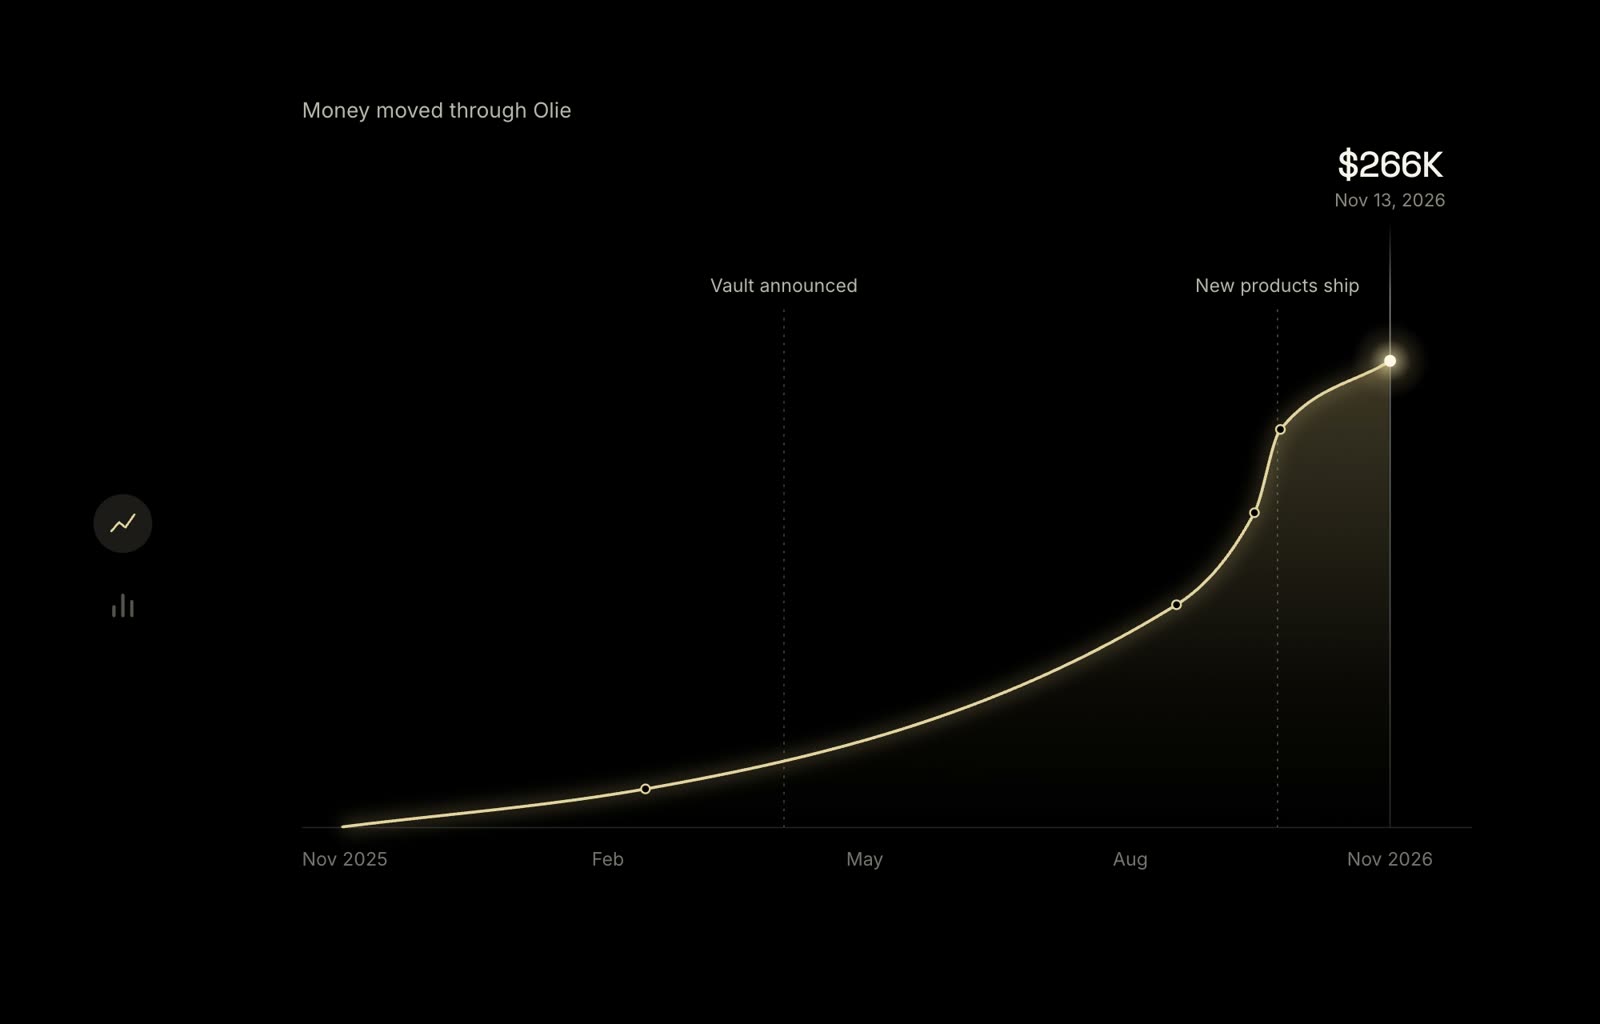 Money moved through Olie
$266K
Nov 13, 2026
Vault announced
New products ship
Nov 2025
Feb
May
Aug
Nov 2026